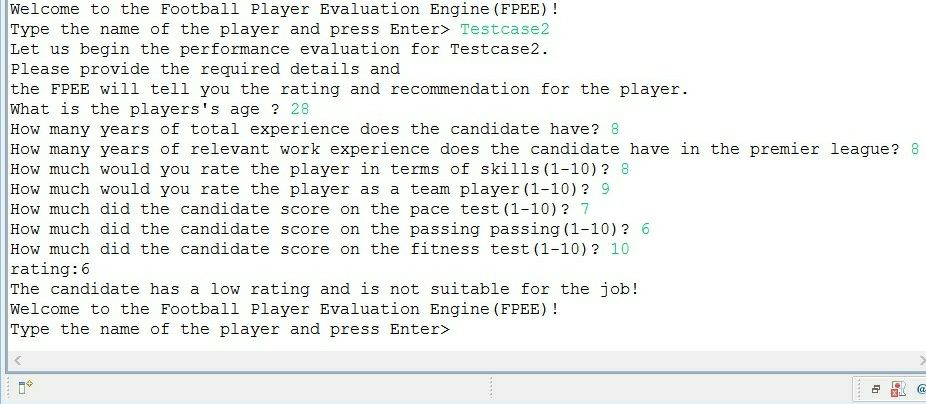 Welcome to the Football Player Evaluation Engine(FPEE)!
Type the name of the player and press Enter> Testcase2
Let us begin the performance evaluation for Testcase2.
Please provide the required details and
the FPEE will tell you the rating and recommendation for the player.
What is the players's age ? 28
How many years of total experience does the candidate have? 8
How many years of relevant work experience does the candidate have in the premier league? 8
How much would you rate the player in terms of skills(1-10)? 8
How much would you rate the player as a team player(1-10)? 9
How much did the candidate score on the pace test(1-10)? 7
How much did the candidate score on the passing passing(1-10)? 6
How much did the candidate score on the fitness test(1-10)? 10
rating:6
The candidate has a low rating and is not suitable for the job!
Welcome to the Football Player Evaluation Engine(FPEE)!
Type the name of the player and press Enter>